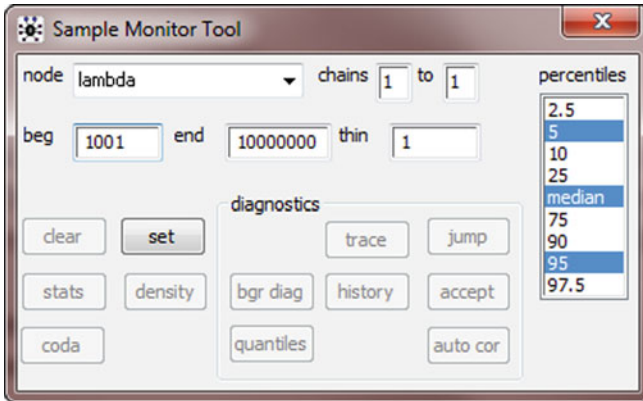 Sample Monitor Tool
node lambda chains 1 to 1 percentiles
beg 1001 end 10000000 thin 1
2.5
5
10
25
median
75
90
95
97.5
clear set
diagnostics
trace jump
stats density bgr diag history accept
coda quantiles auto cor